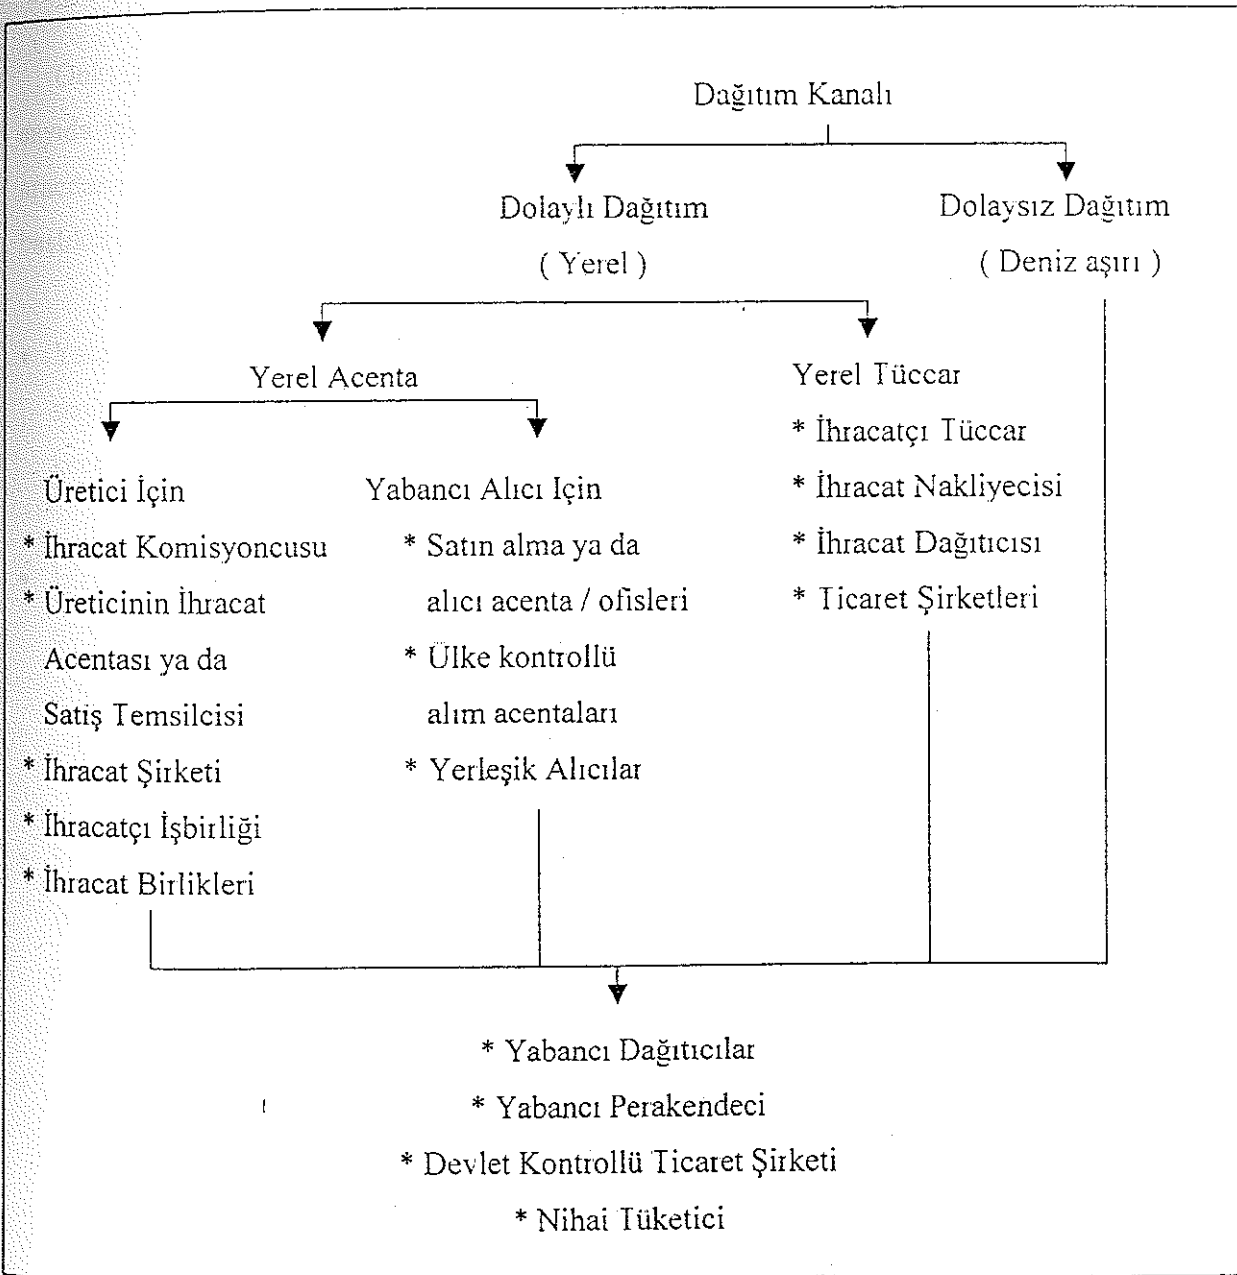 Dağıtım Kanalı
Dolaylı Dağıtım
( Yerel )
Dolaysız Dağıtım
( Deniz aşırı )
Yerel Acenta
Üretici İçin
* İhracat Komisyoncusu
* Üreticinin İhracat
Acentası ya da
Satış Temsilcisi
* İhracat Şirketi
* İhracatçı İşbirliği
* İhracat Birlikleri
Yabancı Alıcı İçin
* Satın alma ya da
alıcı acenta / ofisleri
* Ülke kontrollü
alım acentaları
* Yerleşik Alıcılar
Yerel Tüccar
* İhracatçı Tüccar
* İhracat Nakliyecisi
* İhracat Dağıtıcısı
* Ticaret Şirketleri
* Yabancı Dağıtıcılar
* Yabancı Perakendeci
* Devlet Kontrollü Ticaret Şirketi
* Nihai Tüketici